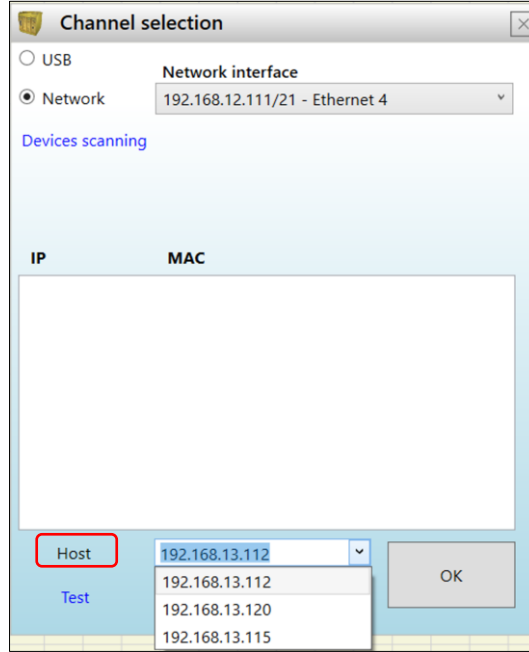 Channel selection
USB
Network interface
Network
192.168.12.111/21 - Ethernet 4
Devices scanning
IP MAC
Host
192.168.13.112
OK
192.168.13.112
Test
192.168.13.120
192.168.13.115